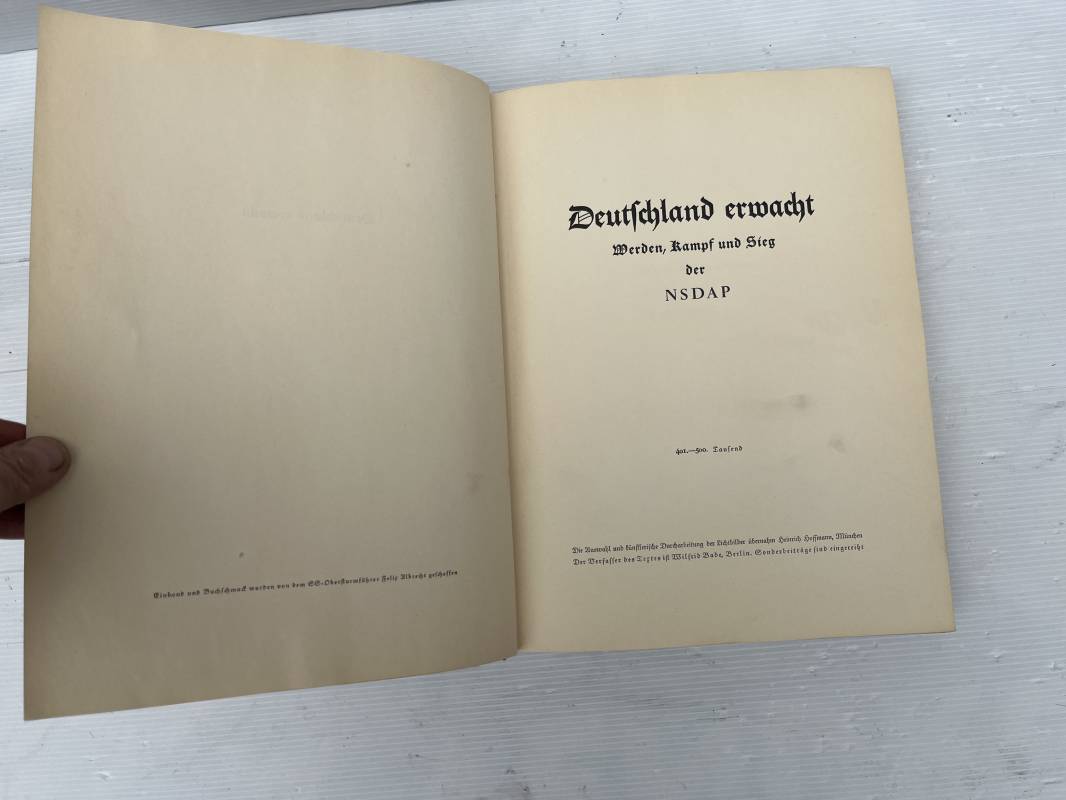 Einband und Buchschmuck wurden von dem SS-Obersturmführer Felix Albrecht geschaffen
Deutschland erwacht
Werden, Kampf und Sieg
der
NSDAP
401.—500. Tausend
Die Auswahl und künstlerische Durcharbeitung der Lichtbilder übernahm Heinrich Hoffmann, München
Der Verfasser des Textes ist Wilfrid Bade, Berlin. Sonderbeiträge sind eingereiht